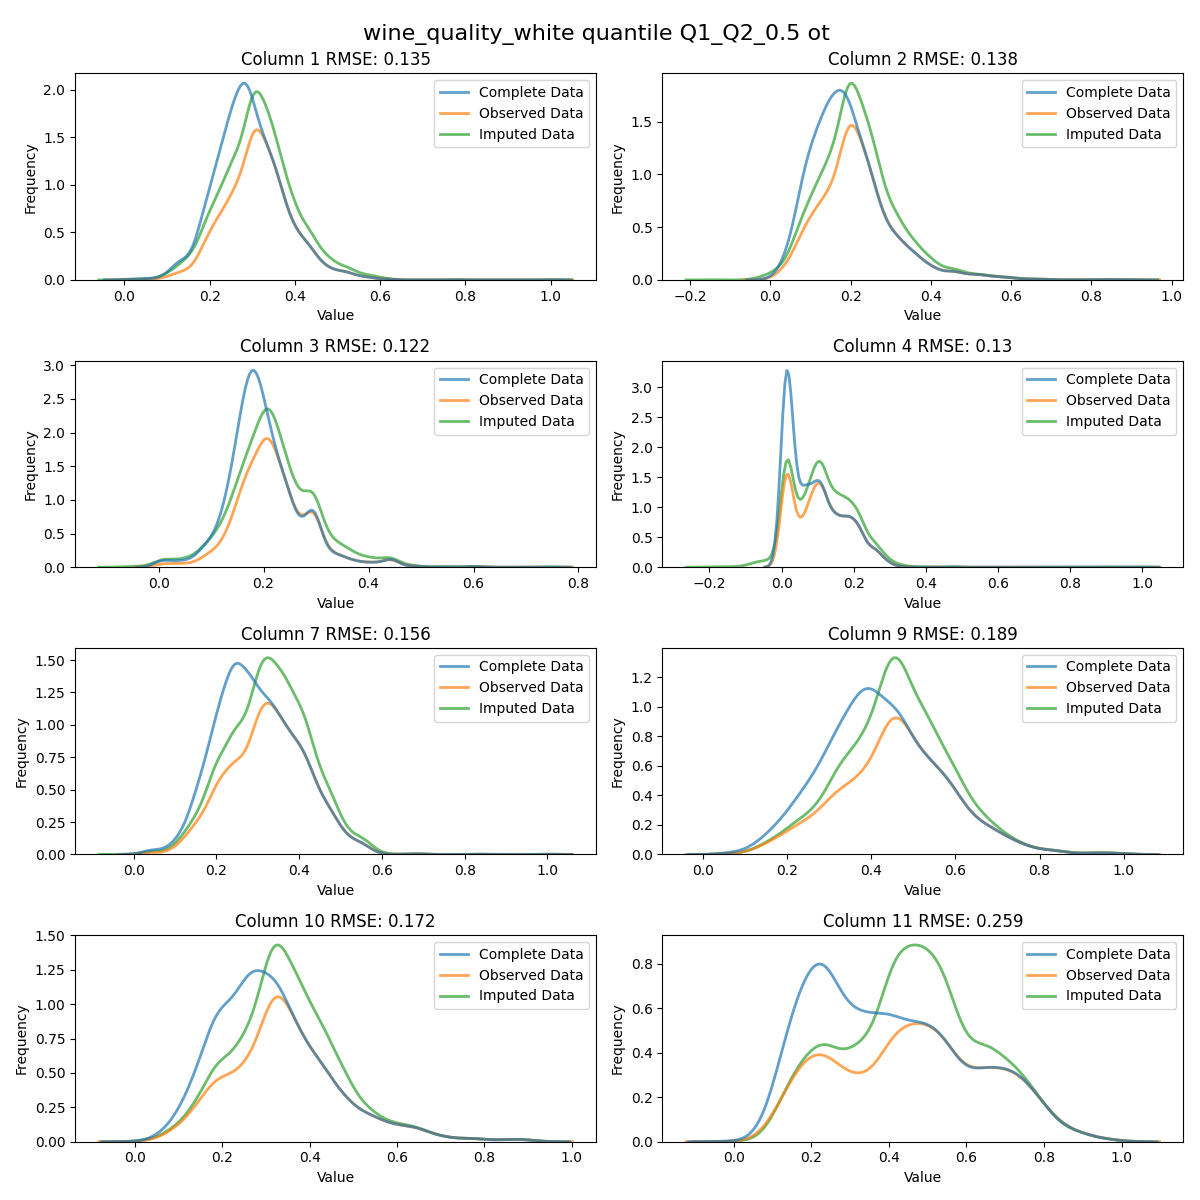 wine_quality_white quantile Q1_Q2_0.5 ot
Column 1 RMSE: 0.135
Frequency
2.0
1.5
1.0
0.5
0.0
0.0 0.2 0.4 0.6 0.8 1.0
Value
Complete Data
Observed Data
Imputed Data
Column 2 RMSE: 0.138
Frequency
1.5
1.0
0.5
0.0
−0.2 0.0 0.2 0.4 0.6 0.8 1.0
Value
Complete Data
Observed Data
Imputed Data
Column 3 RMSE: 0.122
Frequency
3.0
2.5
2.0
1.5
1.0
0.5
0.0
0.0 0.2 0.4 0.6 0.8
Value
Complete Data
Observed Data
Imputed Data
Column 4 RMSE: 0.13
Frequency
3.0
2.5
2.0
1.5
1.0
0.5
0.0
−0.2 0.0 0.2 0.4 0.6 0.8 1.0
Value
Complete Data
Observed Data
Imputed Data
Column 7 RMSE: 0.156
Frequency
1.50
1.25
1.00
0.75
0.50
0.25
0.00
0.0 0.2 0.4 0.6 0.8 1.0
Value
Complete Data
Observed Data
Imputed Data
Column 9 RMSE: 0.189
Frequency
1.2
1.0
0.8
0.6
0.4
0.2
0.0
0.0 0.2 0.4 0.6 0.8 1.0
Value
Complete Data
Observed Data
Imputed Data
Column 10 RMSE: 0.172
Frequency
1.50
1.25
1.00
0.75
0.50
0.25
0.00
0.0 0.2 0.4 0.6 0.8 1.0
Value
Complete Data
Observed Data
Imputed Data
Column 11 RMSE: 0.259
Frequency
0.8
0.6
0.4
0.2
0.0
0.0 0.2 0.4 0.6 0.8 1.0
Value
Complete Data
Observed Data
Imputed Data